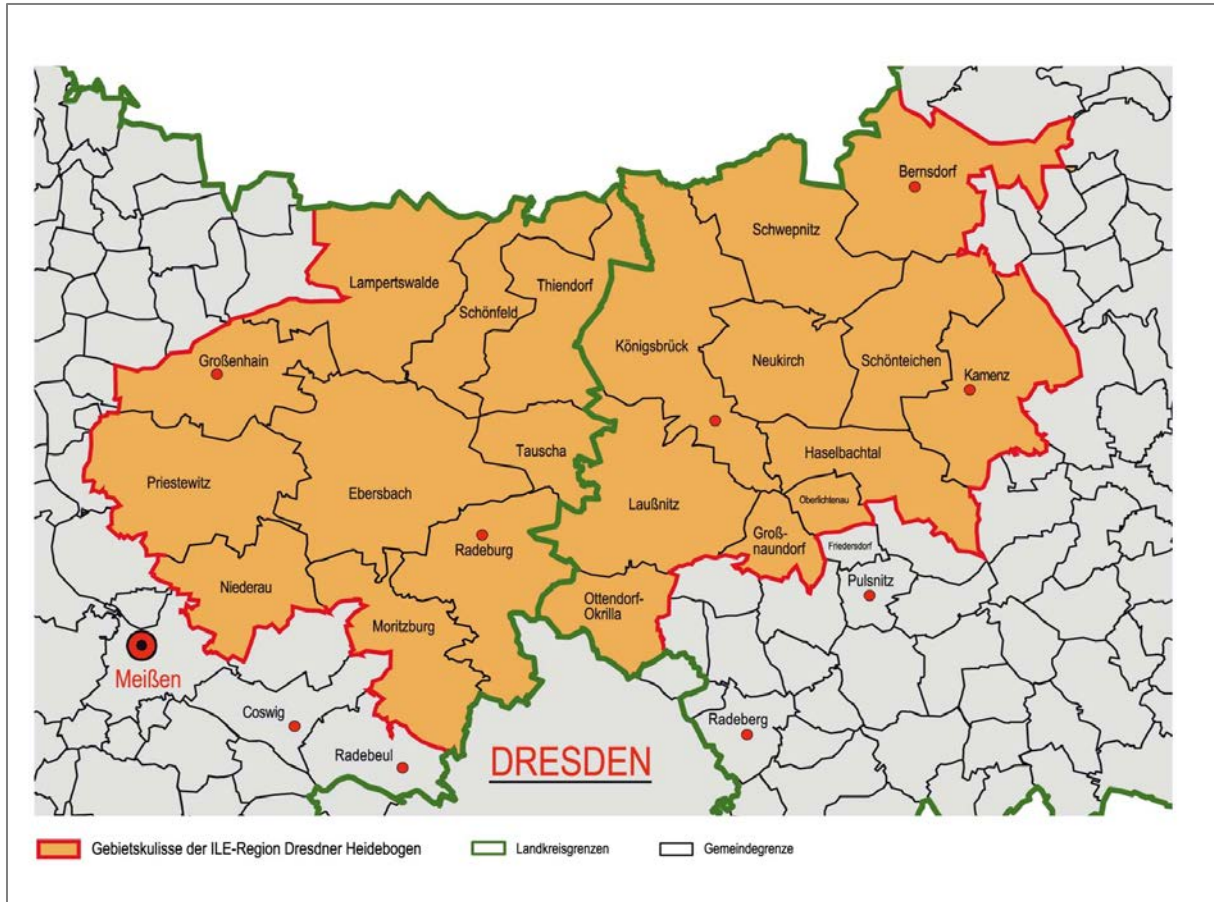 Bernsdorf
Schwepnitz
Lampertswalde
Thiendorf
Schönfeld
Königsbrück
Großenhain
Neukirch
Schönteichen
Kamenz
Tauscha
Haselbachtal
Priestewitz
Ebersbach
Laußnitz
Oberlichtenau
Radeburg
Groß-
naundorf
Friedersdorf
Niederau
Pulsnitz
Ottendorf-
Okrilla
Moritzburg
Meißen
Coswig
Radeberg
Radebeul
DRESDEN
Gebietskulisse der ILE-Region Dresdner Heidebogen
Landkreisgrenzen
Gemeindegrenze